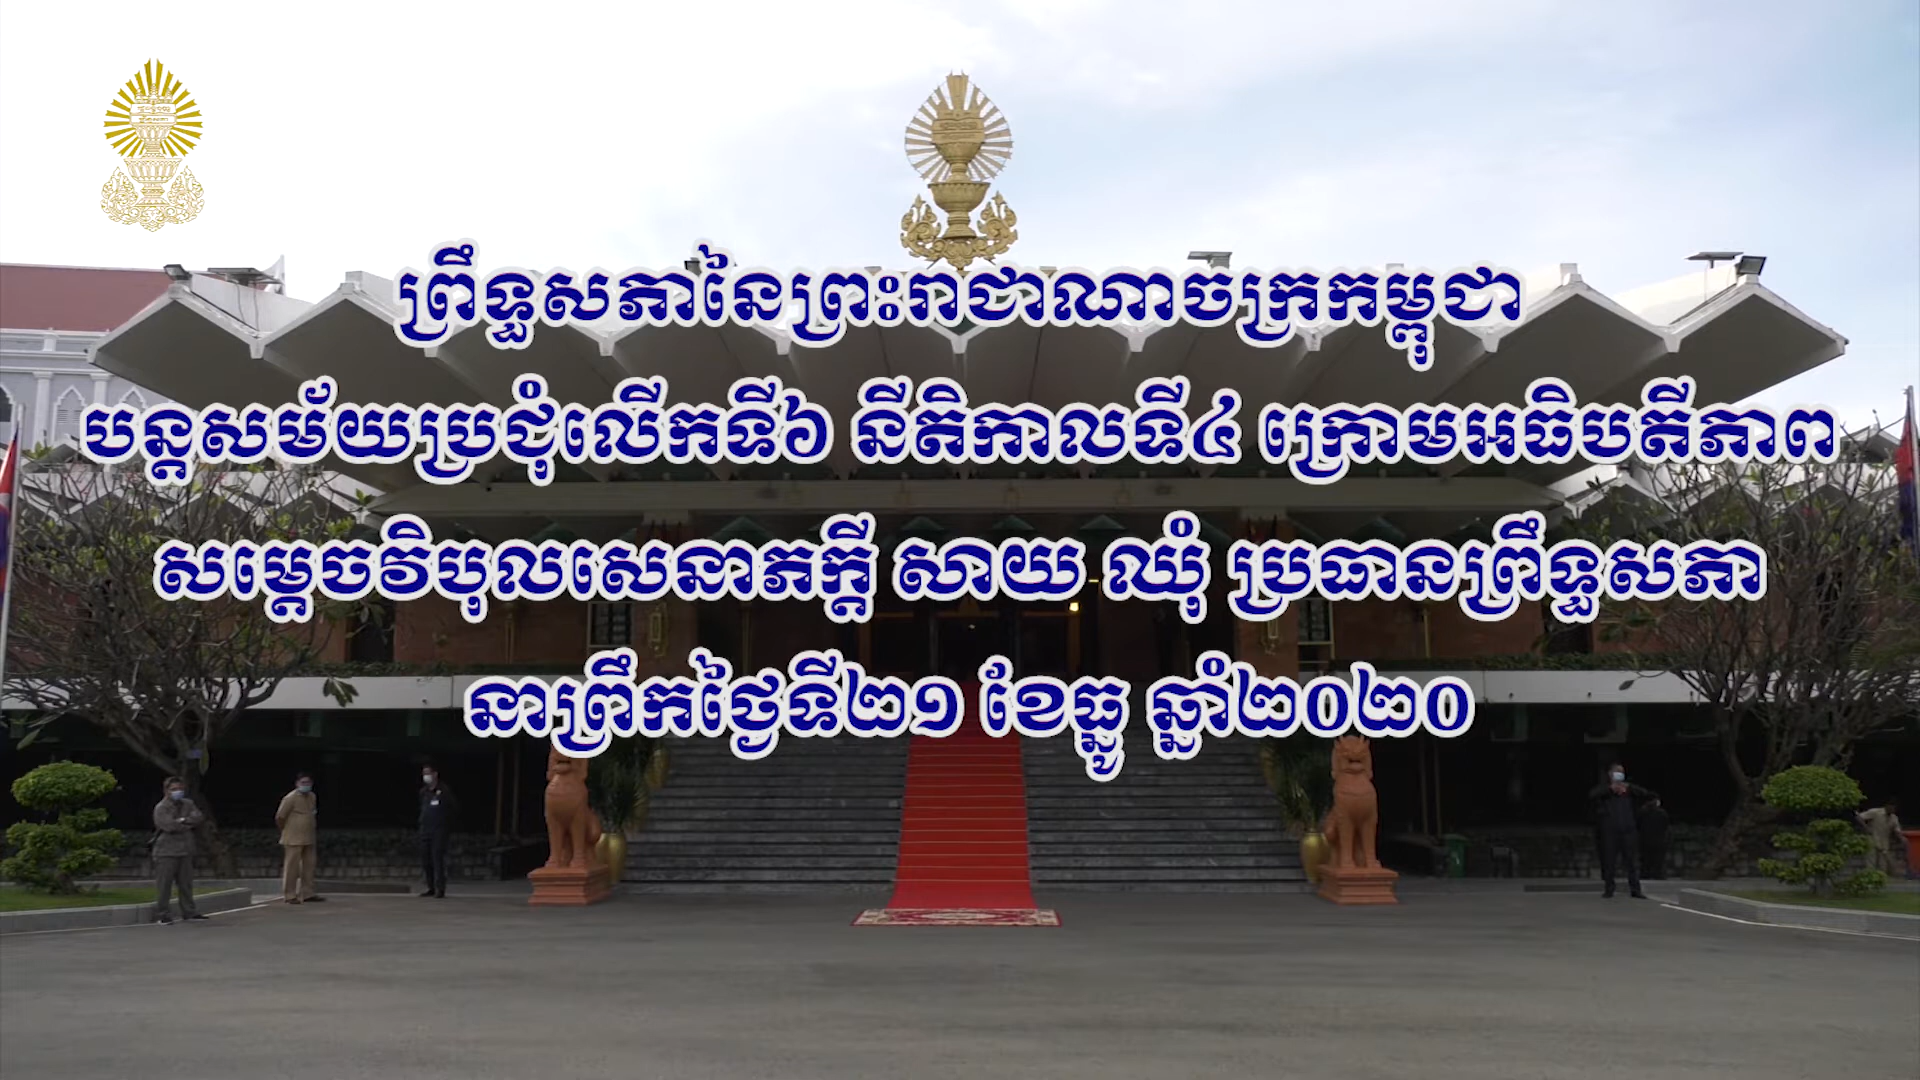 ព្រឹទ្ធសភានៃព្រះរាជាណាចក្រកម្ពុជា
បន្តសម័យប្រជុំលើកទី៦ នីតិកាលទី៤ ក្រោមអធិបតីភាព
សម្តេចវិបុលសេនាភក្តី សាយ ឈុំ ប្រធានព្រឹទ្ធសភា
នាព្រឹកថ្ងៃទី២១ ខែធ្នូ ឆ្នាំ២០២០